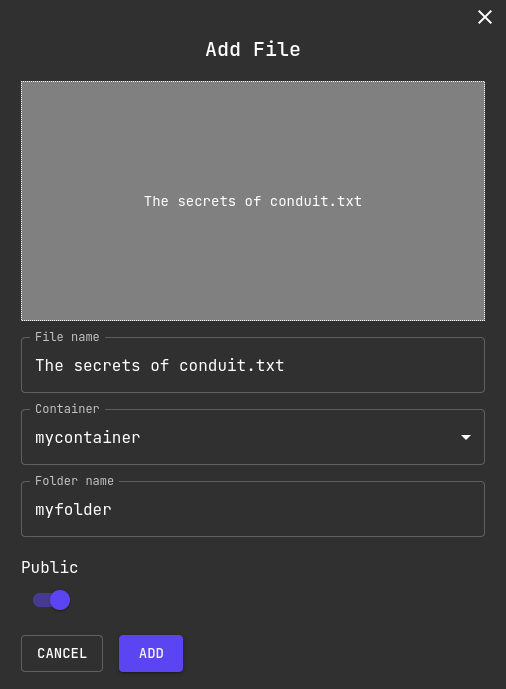 Add File
The secrets of conduit.txt
File name
The secrets of conduit.txt
Container
mycontainer
Folder name
myfolder
Public
CANCEL
ADD